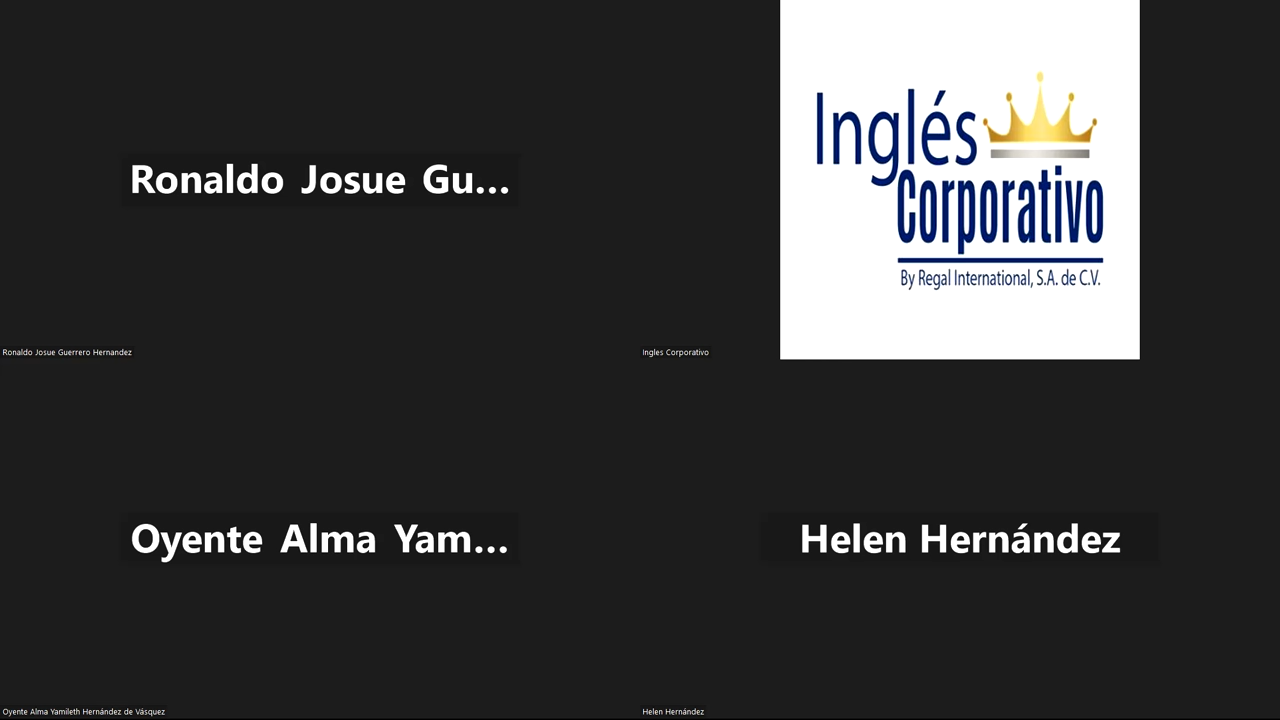 Ronaldo Josue Gu...
Ronaldo Josue Guerrero Hernandez
Inglés
Corporativo
By Regal International, S.A. de C.V.
Ingles Corporativo
Oyente Alma Yam...
Oyente Alma Yamileth Hernández de Vásquez
Helen Hernández
Helen Hernández